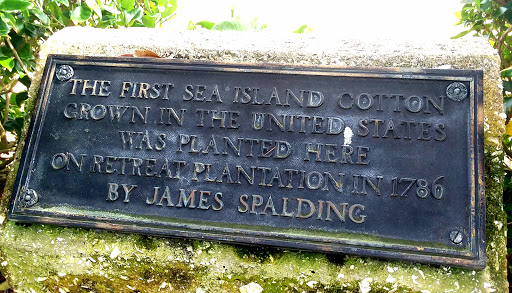 THE FIRST SEA ISLAND COTTON
GROWN IN THE UNITED STATES
WAS PLANTED HERE
ON RETREAT PLANTATION IN 1786
BY JAMES SPALDING